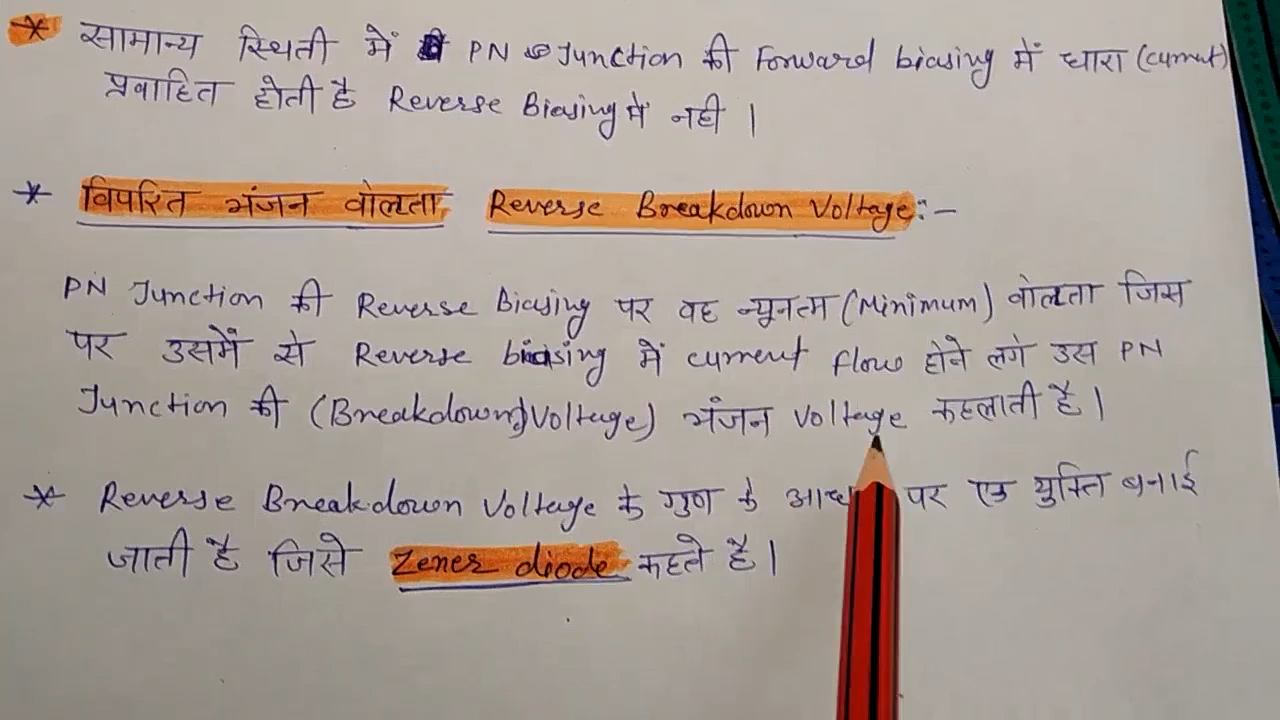 * सामान्य स्थिती में PN Junction की Forward biasing में धारा (current)
प्रवाहित होती है Reverse Biasing में नही ।
* विपरित भंजन वोल्टता Reverse Breakdown Voltage:-
PN Junction की Reverse Biasing पर वह न्यूनतम (Minimum) वोल्टता जिस
पर उसमें से Reverse biasing में current flow होने लगे उस PN
Junction की (Breakdown)Voltage) भंजन Voltage कहलाती है ।
* Reverse Breakdown Voltage के गुण के पर एक युक्ति बनाई
जाती है जिसे Zener diode कहते है ।